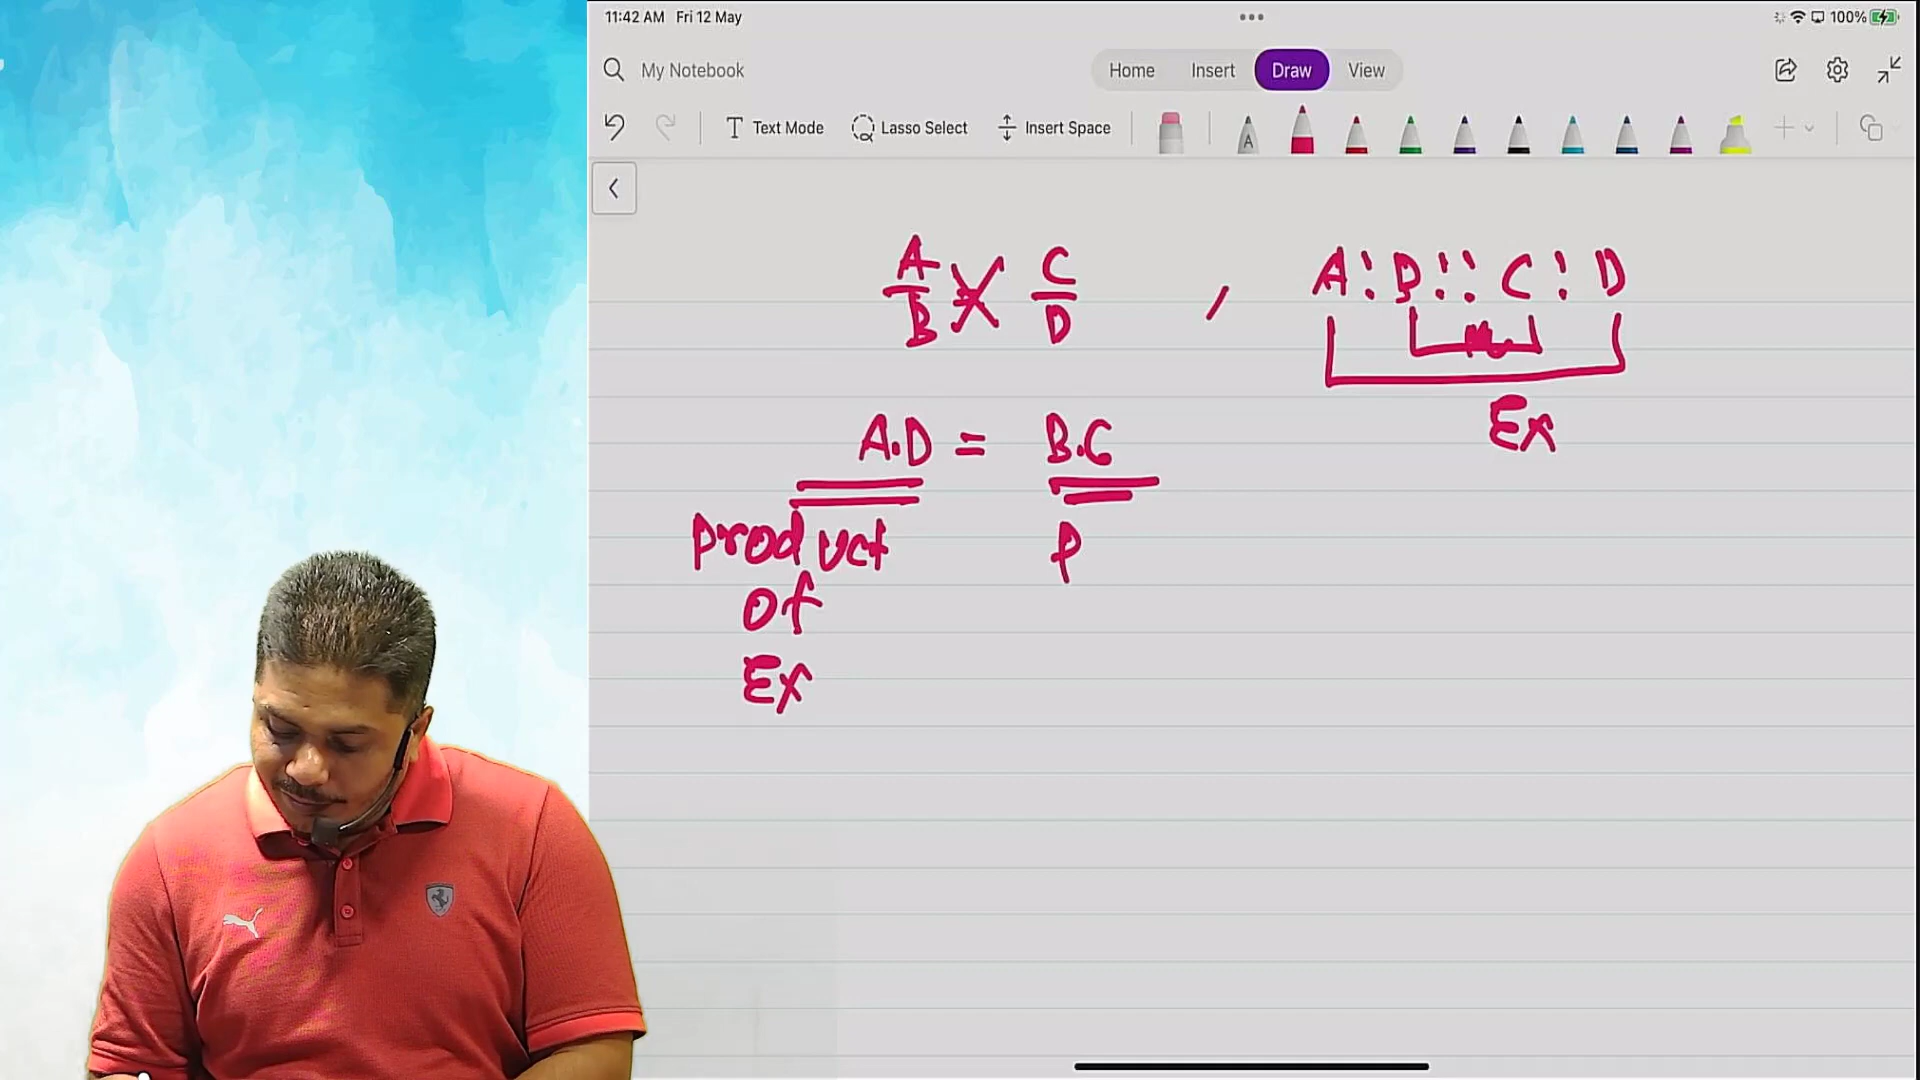 11:42 AM Fri 12 May
100%
My Notebook
Home Insert Draw View
Text Mode Lasso Select Insert Space
A
A/B = C/D , A : B :: C : D
M
Ex
A.D = B.C
Product P
Of
Ex